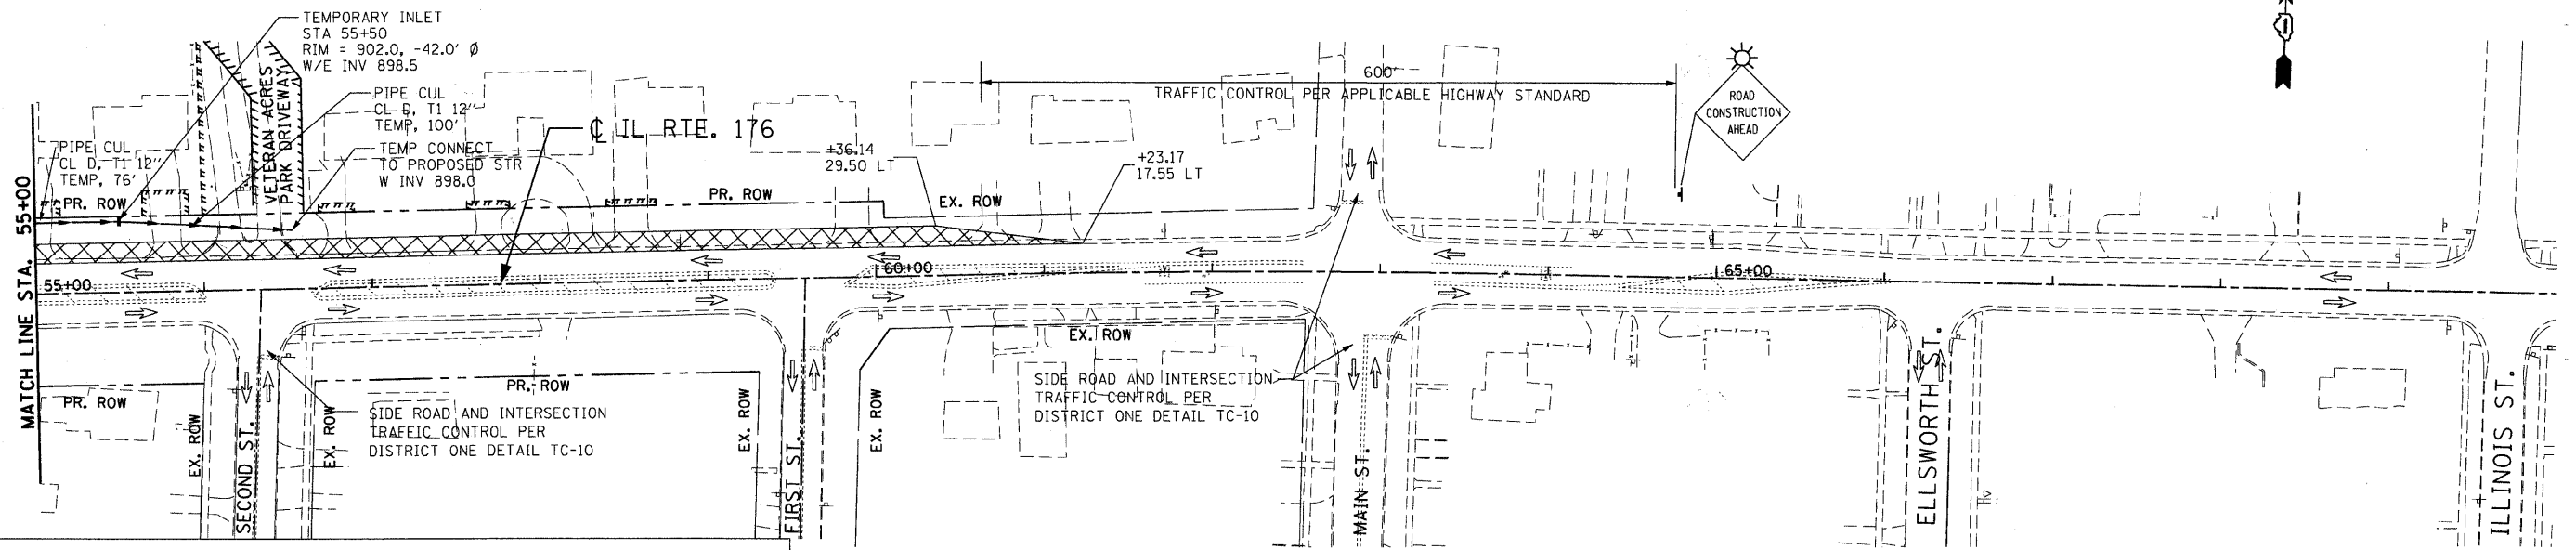 TEMPORARY INLET
STA 55+50
RIM = 902.0, -42.0' Ø
W/E INV 898.5
PIPE CUL
CL D, T1 12"
TEMP, 100'
TEMP CONNECT
TO PROPOSED STR
W INV 898.0
VETERAN ACRES
PARK DRIVEWAY
PIPE CUL
CL D, T1 12"
TEMP, 76'
PR. ROW
℄ IL RTE. 176
+36.14
29.50 LT
+23.17
17.55 LT
600'
TRAFFIC CONTROL PER APPLICABLE HIGHWAY STANDARD
ROAD
CONSTRUCTION
AHEAD
PR. ROW
EX. ROW
MATCH LINE STA. 55+00
55+00
60+00
65+00
EX. ROW
PR. ROW
PR. ROW
EX. ROW
SECOND ST.
EX. ROW
SIDE ROAD AND INTERSECTION
TRAFFIC CONTROL PER
DISTRICT ONE DETAIL TC-10
EX. ROW
FIRST ST.
EX. ROW
SIDE ROAD AND INTERSECTION
TRAFFIC CONTROL PER
DISTRICT ONE DETAIL TC-10
MAIN ST.
ELLSWORTH ST.
ILLINOIS ST.